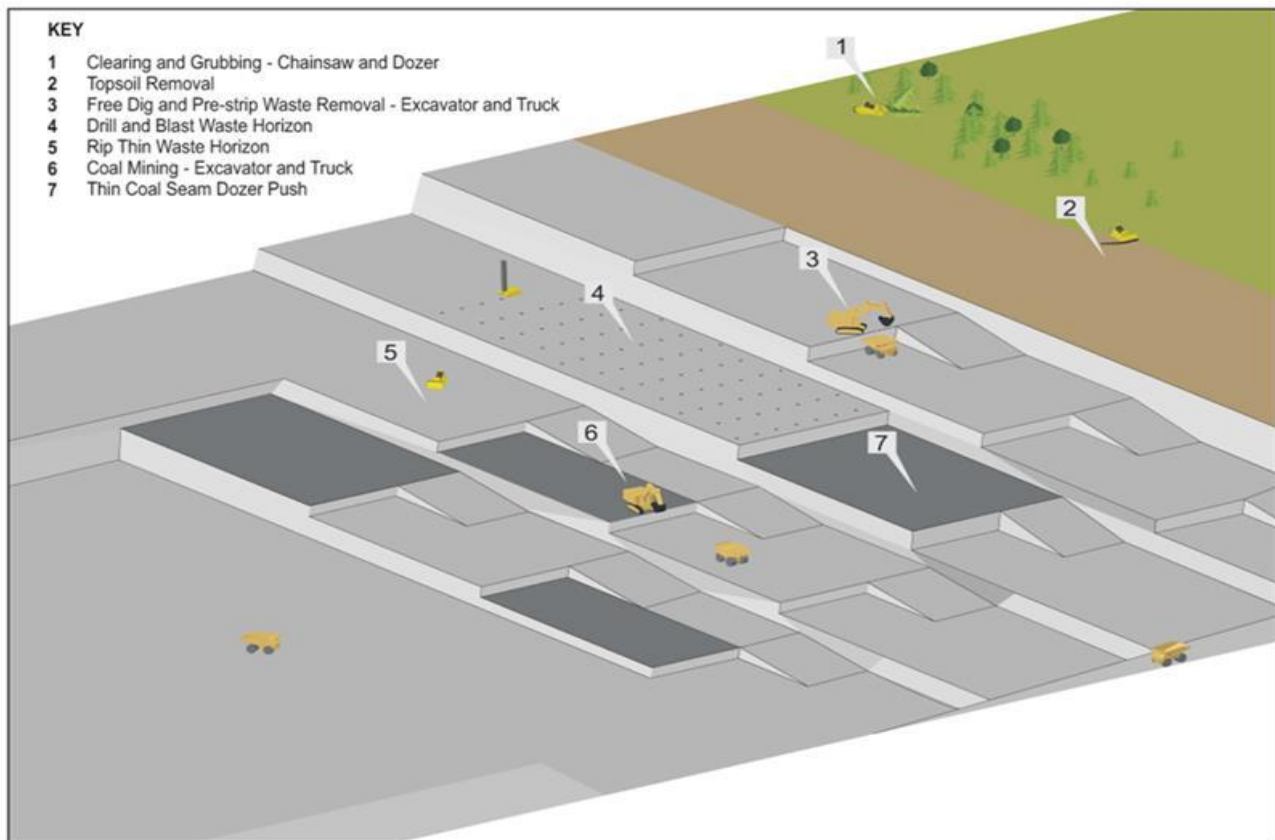 KEY
1 Clearing and Grubbing - Chainsaw and Dozer
2 Topsoil Removal
3 Free Dig and Pre-strip Waste Removal - Excavator and Truck
4 Drill and Blast Waste Horizon
5 Rip Thin Waste Horizon
6 Coal Mining - Excavator and Truck
7 Thin Coal Seam Dozer Push
1
2
3
4
5
6
7